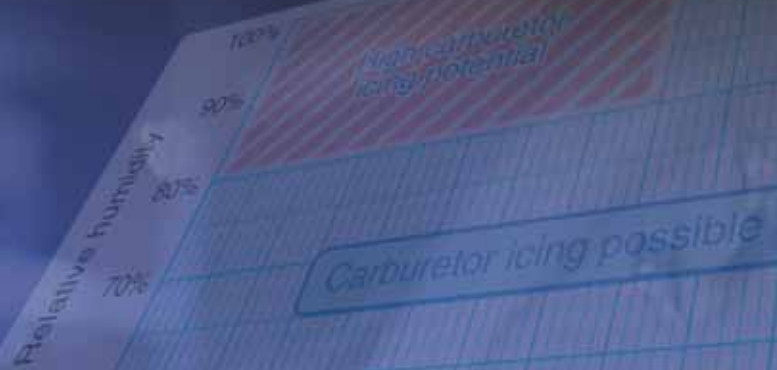 100%
High carburetor
icing potential
90%
Relative humidity
80%
Carburetor icing possible
70%